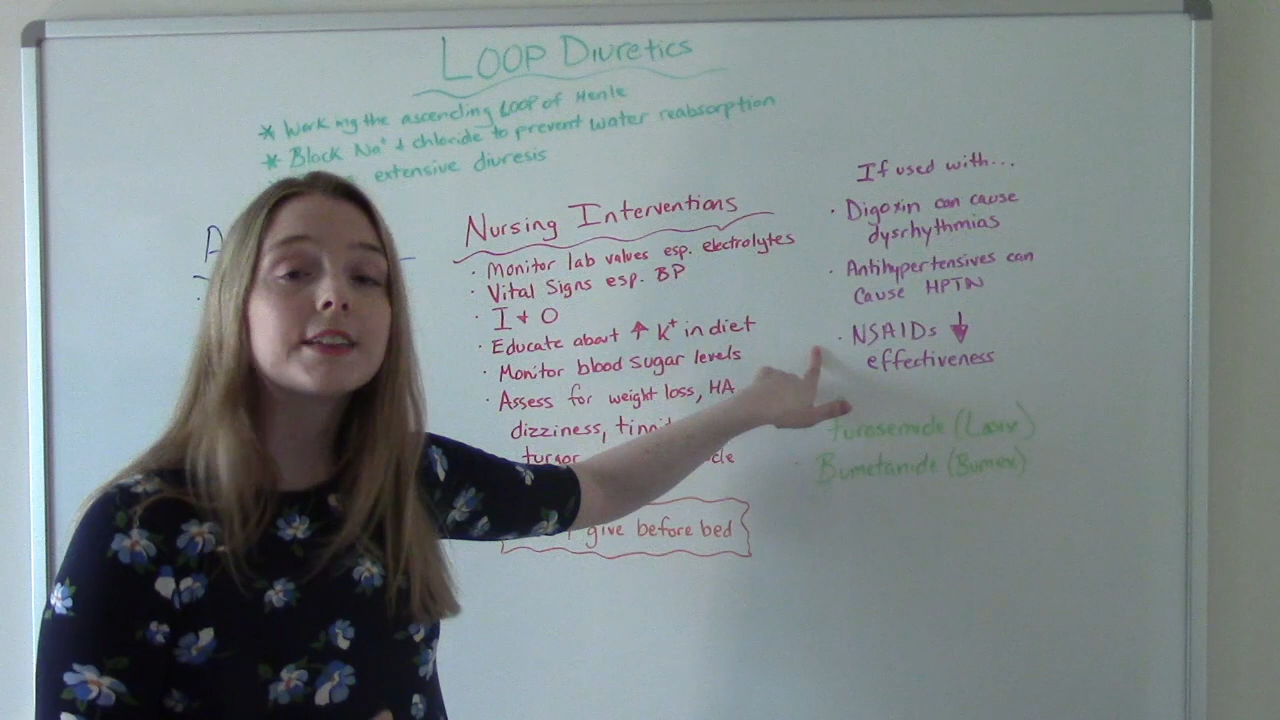 LOOP Diuretics
* Work ing the ascending LOOP of Henle
* Block Na⁺ & chloride to prevent water reabsorption
extensive diuresis
If used with...
· Digoxin can cause
dysrhythmias
· Antihypertensives can
Cause HPTN
· NSAIDs ↓
effectiveness
A
Nursing Interventions
· Monitor lab values esp. electrolytes
· Vital Signs esp. BP
· I & O
· Educate about ↑ K⁺ in diet
· Monitor blood sugar levels
· Assess for weight loss, HA
dizziness,
turgor
give before bed
furosemide (Lasix)
Bumetanide (Bumex)